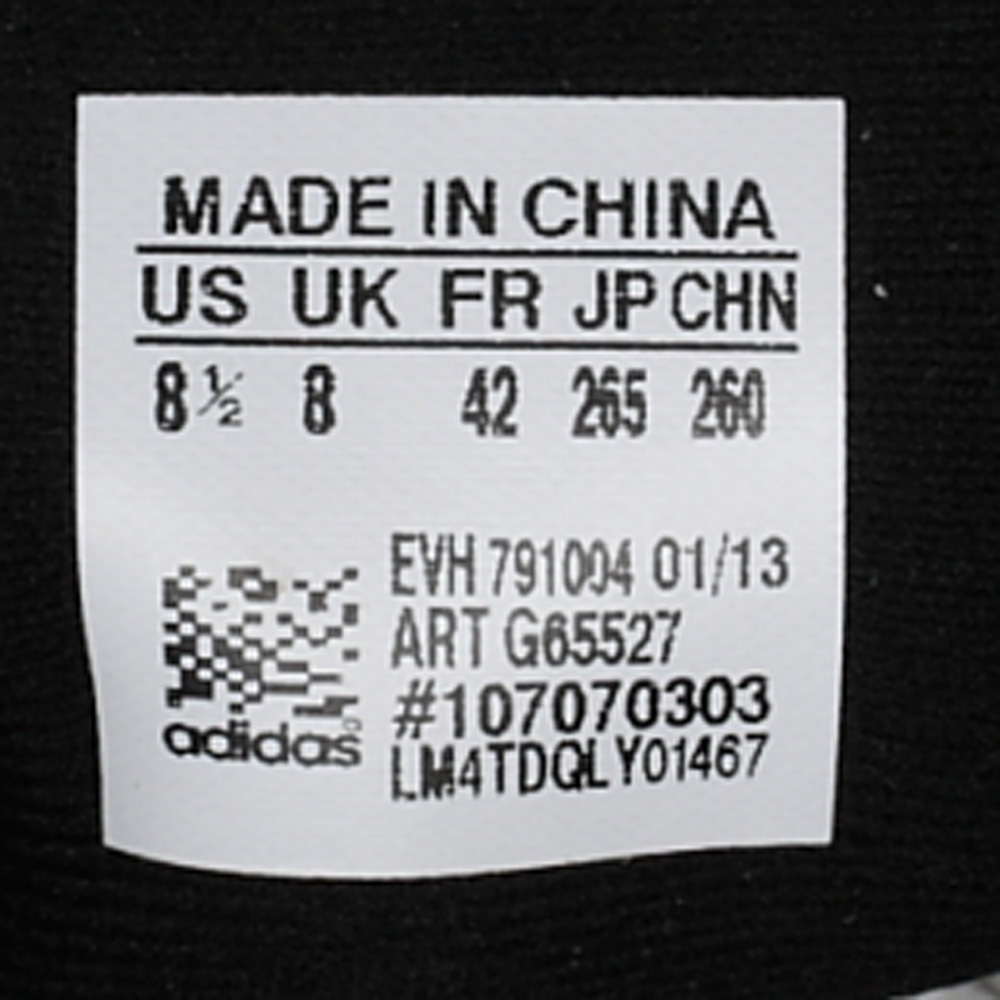 MADE IN CHINA
US UK FR JP CHN
8½ 8 42 265 260
EVH 791004 01/13
ART G65527
#107070303
adidas
LM4TDQLY01467